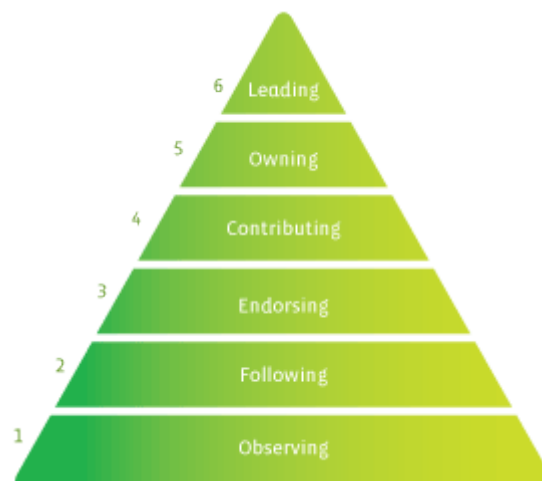 6 Leading
5 Owning
4 Contributing
3 Endorsing
2 Following
1 Observing